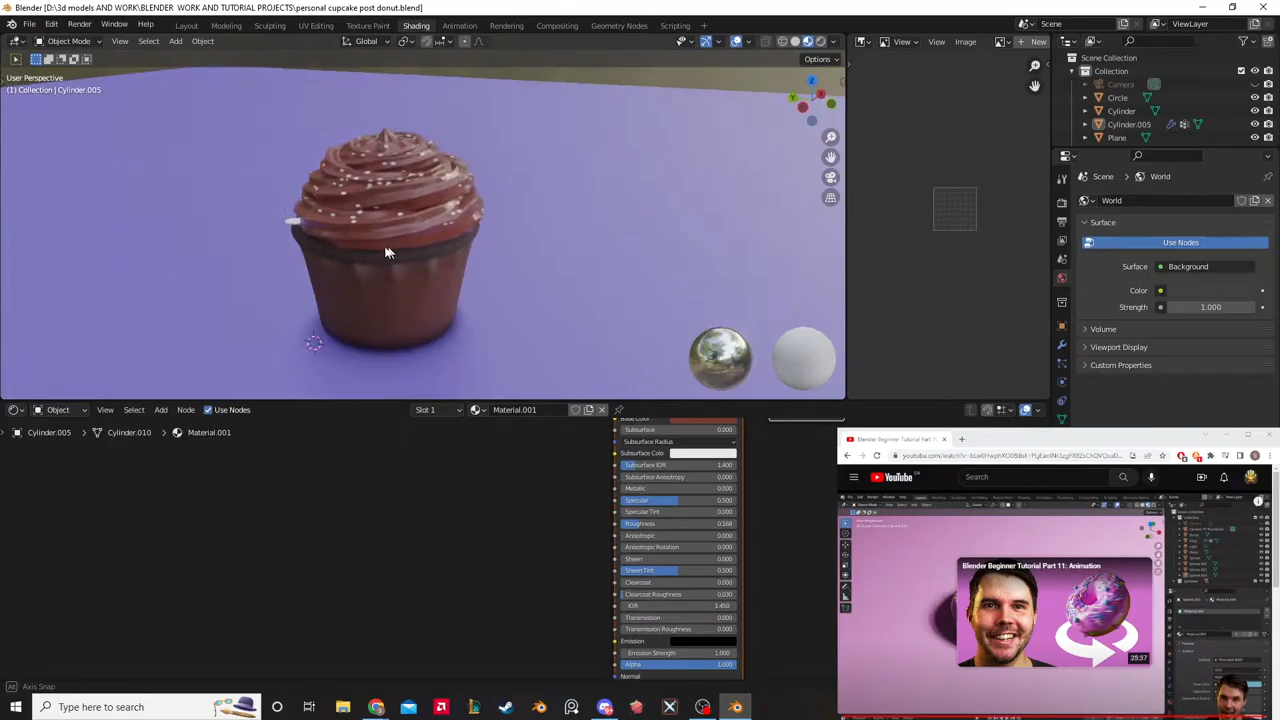 Blender [D:\3d models AND WORK\BLENDER WORK AND TUTORIAL PROJECTS\personal cupcake post donut.blend]
File Edit Render Window Help Layout Modeling Sculpting UV Editing Texture Paint Shading Animation Rendering Compositing Geometry Nodes Scripting
Scene ViewLayer
Object Mode View Select Add Object Global
View View Image New
Options
User Perspective
(1) Collection | Cylinder.005
Scene Collection
Collection
Camera
Circle
Cylinder
Cylinder.005
Plane
Scene World
World
Surface
Use Nodes
Surface Background
Color
Strength 1.000
Volume
Viewport Display
Custom Properties
Object View Select Add Node Use Nodes Slot 1 Material.001
Cylinder.005 Cylinder.010 Material.001
Base Color
Subsurface 0.000
Subsurface Radius
Subsurface Colo
Subsurface IOR 1.400
Subsurface Anisotropy 0.000
Metallic 0.000
Specular 0.500
Specular Tint 0.000
Roughness 0.168
Anisotropic 0.000
Anisotropic Rotation 0.000
Sheen 0.000
Sheen Tint 0.500
Clearcoat 0.000
Clearcoat Roughness 0.030
IOR 1.450
Transmission 0.000
Transmission Roughness 0.000
Emission
Emission Strength 1.000
Alpha 1.000
Normal
Blender Beginner Tutorial Part 1
YouTube CA
Search
Blender Beginner Tutorial Part 11: Animation
25:37
Axis Snap
Type here to search